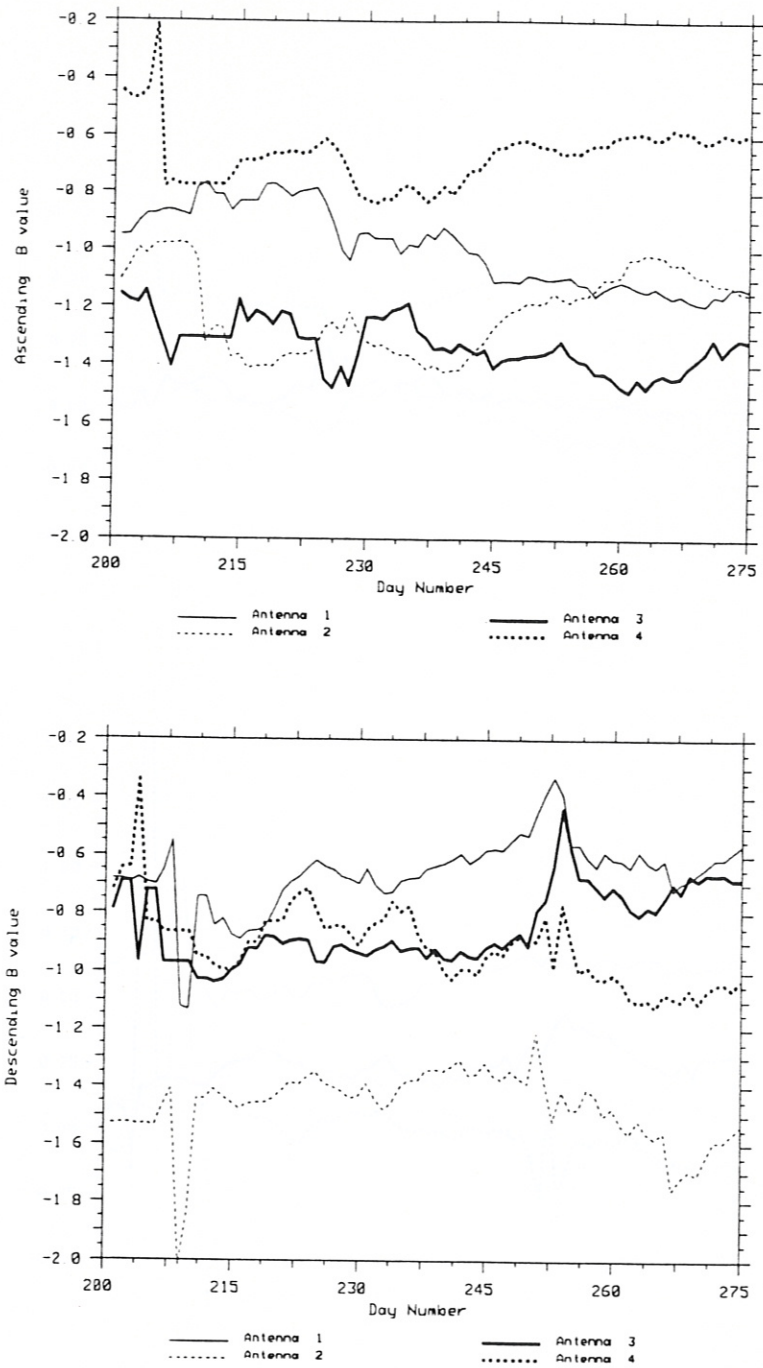 -0 2
-0 4
-0 6
-0 8
-1 0
-1 2
-1 4
-1 6
-1 8
-2.0
Ascending B value
200 215 230 245 260 275
Day Number
Antenna 1 Antenna 3
Antenna 2 Antenna 4
-0 2
-0 4
-0 6
-0 8
-1 0
-1 2
-1 4
-1 6
-1 8
-2 0
Descending B value
200 215 230 245 260 275
Day Number
Antenna 1 Antenna 3
Antenna 2 Antenna 4